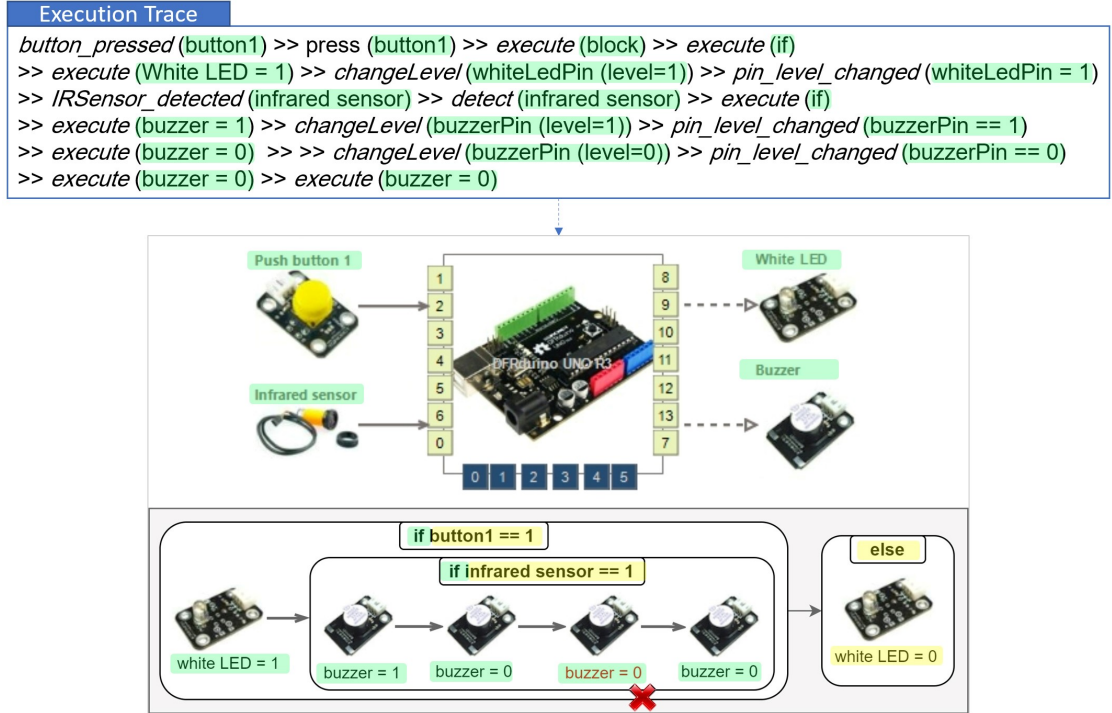 Execution Trace
button_pressed (button1) >> press (button1) >> execute (block) >> execute (if)
>> execute (White LED = 1) >> changeLevel (whiteLedPin (level=1)) >> pin_level_changed (whiteLedPin = 1)
>> IRSensor_detected (infrared sensor) >> detect (infrared sensor) >> execute (if)
>> execute (buzzer = 1) >> changeLevel (buzzerPin (level=1)) >> pin_level_changed (buzzerPin == 1)
>> execute (buzzer = 0) >> >> changeLevel (buzzerPin (level=0)) >> pin_level_changed (buzzerPin == 0)
>> execute (buzzer = 0) >> execute (buzzer = 0)
Push button 1
White LED
1
2
3
4
5
6
0
8
9
10
11
12
13
7
DFRduino UNO R3
Infrared sensor
Buzzer
0 1 2 3 4 5
if button1 == 1
else
if infrared sensor == 1
white LED = 1
buzzer = 1
buzzer = 0
buzzer = 0
buzzer = 0
white LED = 0